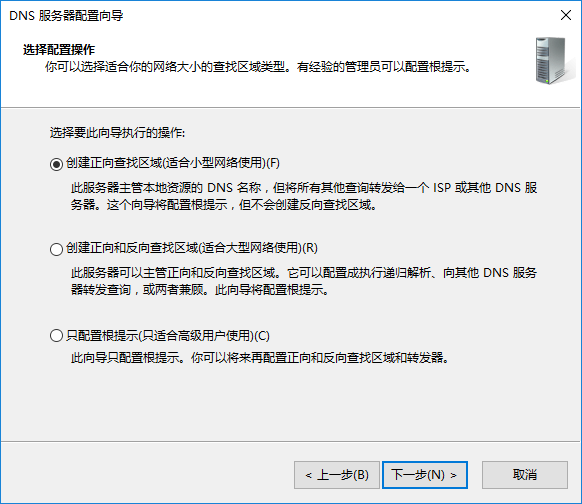 DNS 服务器配置向导
选择配置操作
你可以选择适合你的网络大小的查找区域类型。有经验的管理员可以配置根提示。
选择要此向导执行的操作:
创建正向查找区域(适合小型网络使用)(F)
此服务器主管本地资源的 DNS 名称，但将所有其他查询转发给一个 ISP 或其他 DNS 服
务器。这个向导将配置根提示，但不会创建反向查找区域。
创建正向和反向查找区域(适合大型网络使用)(R)
此服务器可以主管正向和反向查找区域。它可以配置成执行递归解析、向其他 DNS 服务
器转发查询，或两者兼顾。此向导将配置根提示。
只配置根提示(只适合高级用户使用)(C)
此向导只配置根提示。你可以将来再配置正向和反向查找区域和转发器。
< 上一步(B) 下一步(N) > 取消